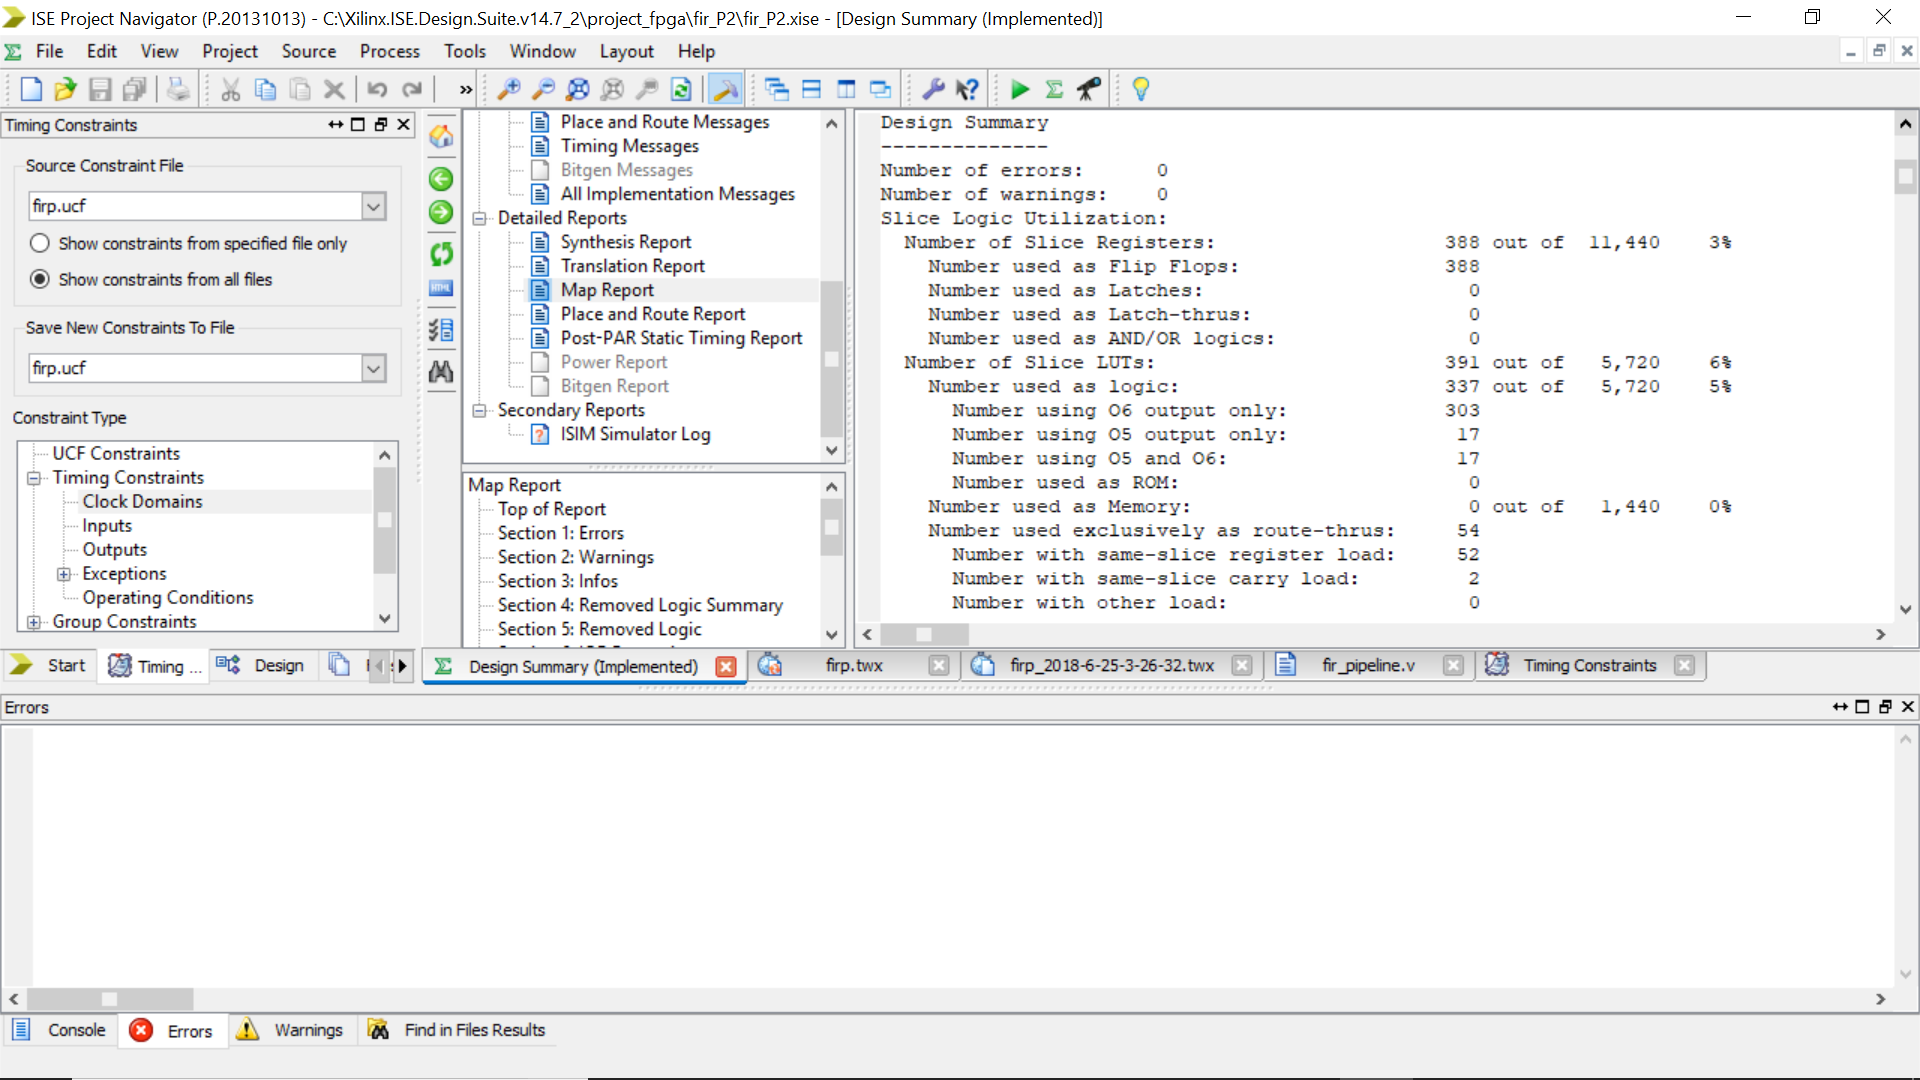 ISE Project Navigator (P.20131013) - C:\Xilinx.ISE.Design.Suite.v14.7_2\project_fpga\fir_P2\fir_P2.xise - [Design Summary (Implemented)]
File Edit View Project Source Process Tools Window Layout Help
Timing Constraints
Source Constraint File
firp.ucf
Show constraints from specified file only
Show constraints from all files
Save New Constraints To File
firp.ucf
Constraint Type
UCF Constraints
Timing Constraints
Clock Domains
Inputs
Outputs
Exceptions
Operating Conditions
Group Constraints
Start Timing ... Design
HTML
Place and Route Messages
Timing Messages
Bitgen Messages
All Implementation Messages
Detailed Reports
Synthesis Report
Translation Report
Map Report
Place and Route Report
Post-PAR Static Timing Report
Power Report
Bitgen Report
Secondary Reports
ISIM Simulator Log
Map Report
Top of Report
Section 1: Errors
Section 2: Warnings
Section 3: Infos
Section 4: Removed Logic Summary
Section 5: Removed Logic
Design Summary
--------------
Number of errors: 0
Number of warnings: 0
Slice Logic Utilization:
Number of Slice Registers: 388 out of 11,440 3%
Number used as Flip Flops: 388
Number used as Latches: 0
Number used as Latch-thrus: 0
Number used as AND/OR logics: 0
Number of Slice LUTs: 391 out of 5,720 6%
Number used as logic: 337 out of 5,720 5%
Number using O6 output only: 303
Number using O5 output only: 17
Number using O5 and O6: 17
Number used as ROM: 0
Number used as Memory: 0 out of 1,440 0%
Number used exclusively as route-thrus: 54
Number with same-slice register load: 52
Number with same-slice carry load: 2
Number with other load: 0
Design Summary (Implemented) firp.twx firp_2018-6-25-3-26-32.twx fir_pipeline.v Timing Constraints
Errors
Console Errors Warnings Find in Files Results